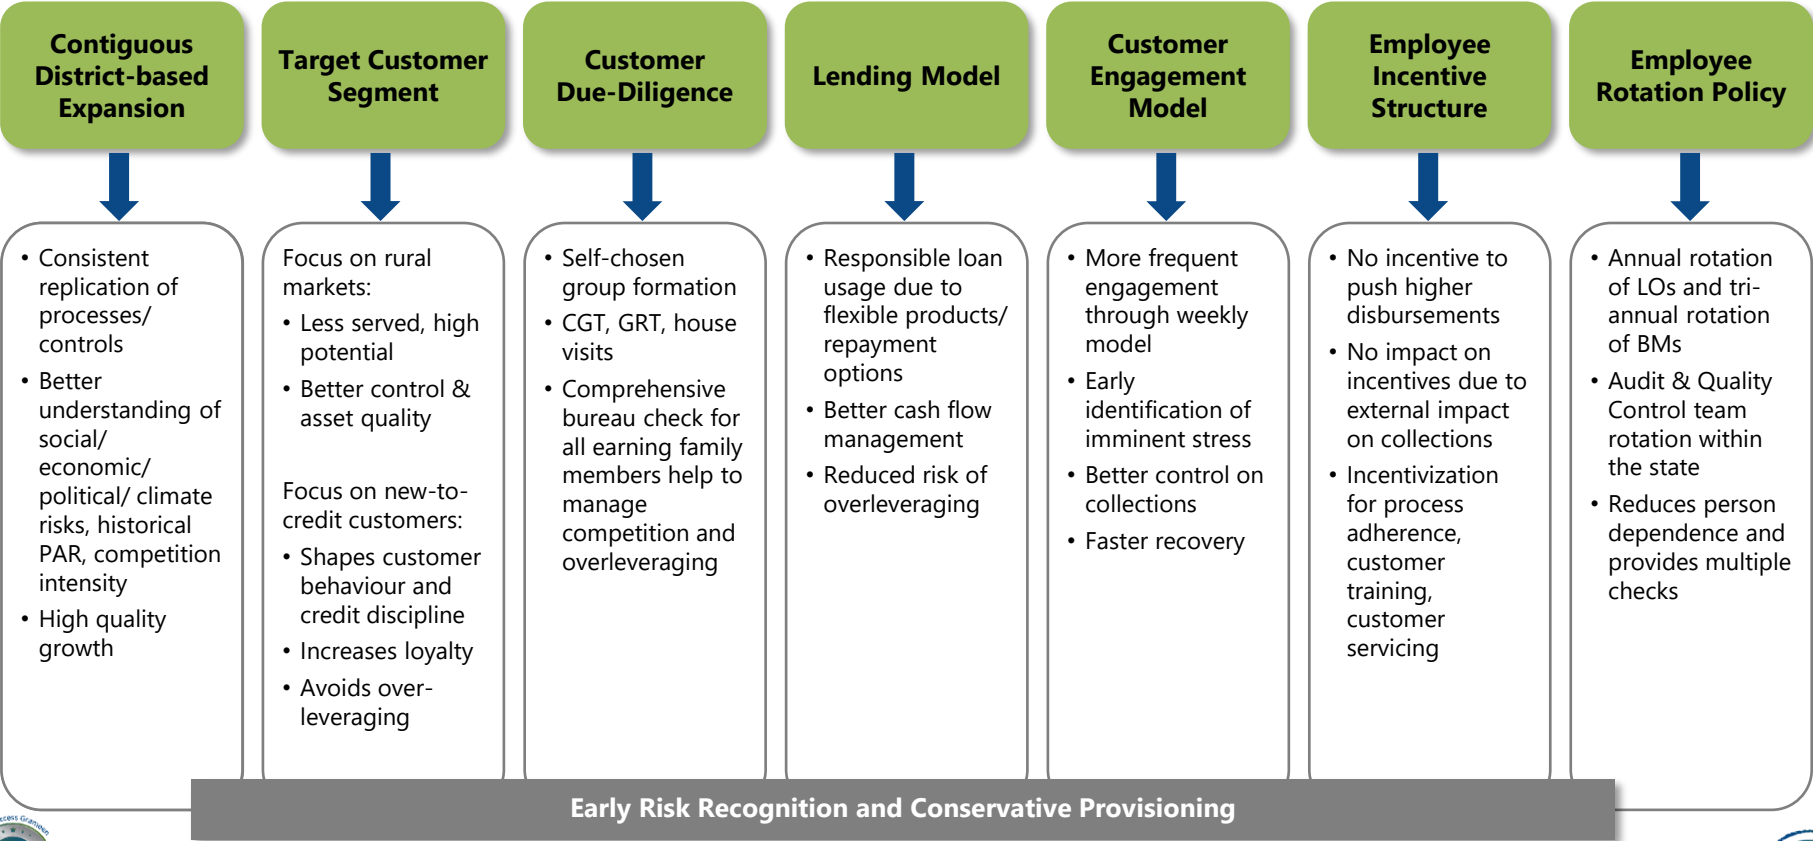 Contiguous
District-based
Expansion
Target Customer
Segment
Customer
Due-Diligence
Lending Model
Customer
Engagement
Model
Employee
Incentive
Structure
Employee
Rotation Policy
• Consistent
replication of
processes/
controls
• Better
understanding of
social/
economic/
political/ climate
risks, historical
PAR, competition
intensity
• High quality
growth
Focus on rural
markets:
• Less served, high
potential
• Better control &
asset quality
Focus on new-to-
credit customers:
• Shapes customer
behaviour and
credit discipline
• Increases loyalty
• Avoids over-
leveraging
• Self-chosen
group formation
• CGT, GRT, house
visits
• Comprehensive
bureau check for
all earning family
members help to
manage
competition and
overleveraging
• Responsible loan
usage due to
flexible products/
repayment
options
• Better cash flow
management
• Reduced risk of
overleveraging
• More frequent
engagement
through weekly
model
• Early
identification of
imminent stress
• Better control on
collections
• Faster recovery
• No incentive to
push higher
disbursements
• No impact on
incentives due to
external impact
on collections
• Incentivization
for process
adherence,
customer
training,
customer
servicing
• Annual rotation
of LOs and tri-
annual rotation
of BMs
• Audit & Quality
Control team
rotation within
the state
• Reduces person
dependence and
provides multiple
checks
Early Risk Recognition and Conservative Provisioning